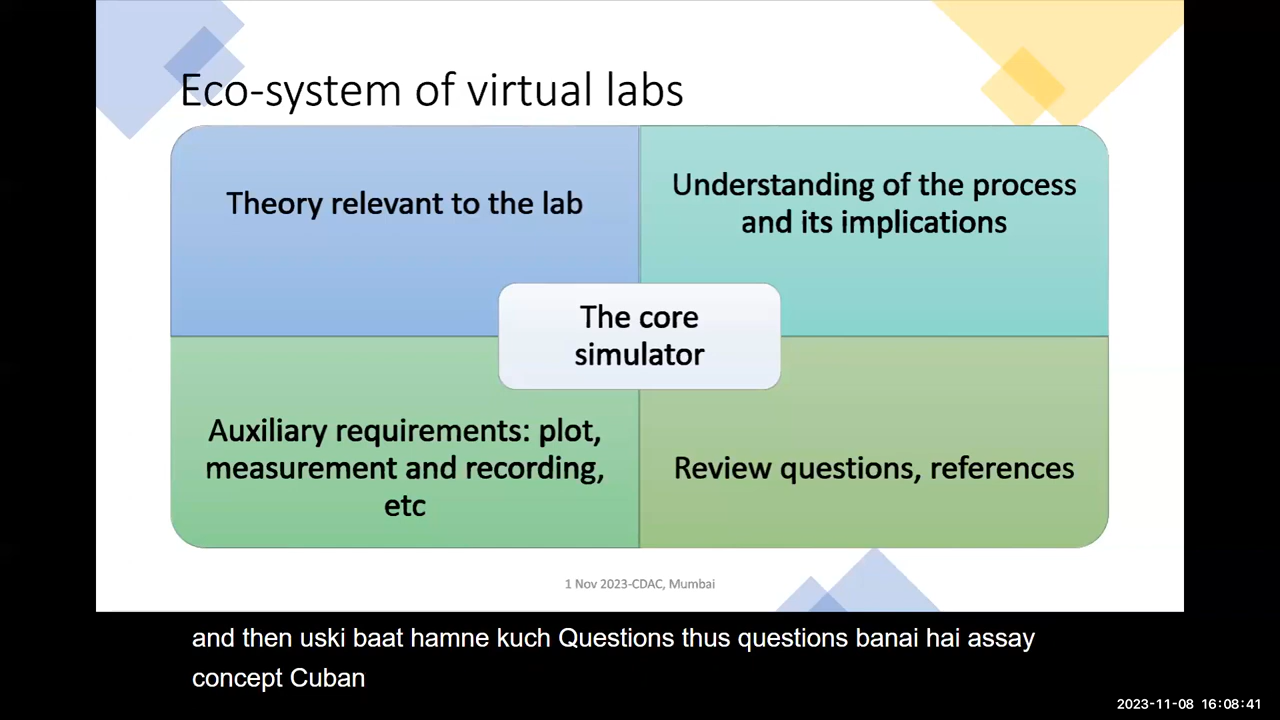 Eco-system of virtual labs
Theory relevant to the lab
Understanding of the process
and its implications
The core
simulator
Auxiliary requirements: plot,
measurement and recording,
etc
Review questions, references
1 Nov 2023-CDAC, Mumbai
and then uski baat hamne kuch Questions thus questions banai hai assay
concept Cuban
2023-11-08 16:08:41